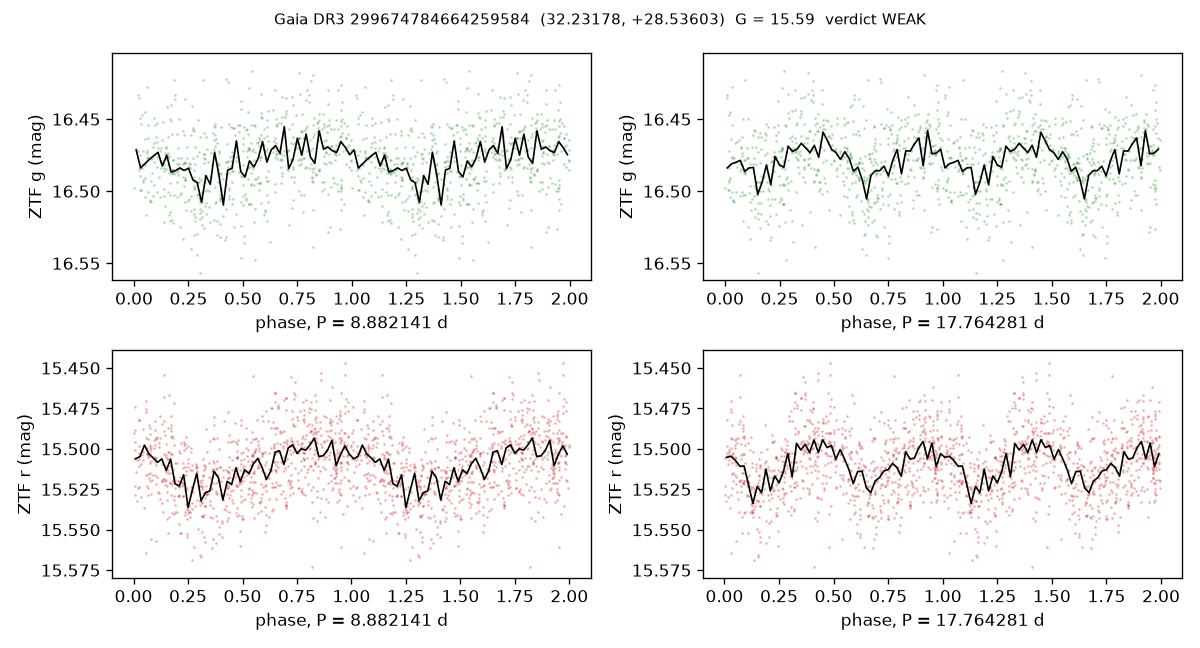 Gaia DR3 299674784664259584  (32.23178, +28.53603)  G = 15.59  verdict WEAK
ZTF g (mag)
16.45
16.50
16.55
0.00 0.25 0.50 0.75 1.00 1.25 1.50 1.75 2.00
phase, P = 8.882141 d
ZTF g (mag)
16.45
16.50
16.55
0.00 0.25 0.50 0.75 1.00 1.25 1.50 1.75 2.00
phase, P = 17.764281 d
ZTF r (mag)
15.450
15.475
15.500
15.525
15.550
15.575
0.00 0.25 0.50 0.75 1.00 1.25 1.50 1.75 2.00
phase, P = 8.882141 d
ZTF r (mag)
15.450
15.475
15.500
15.525
15.550
15.575
0.00 0.25 0.50 0.75 1.00 1.25 1.50 1.75 2.00
phase, P = 17.764281 d